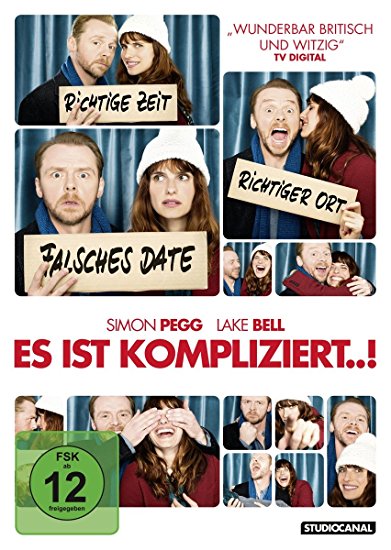 „WUNDERBAR BRITISCH
UND WITZIG“
TV DIGITAL
RICHTIGE ZEIT
RICHTIGER ORT
FALSCHES DATE
SIMON PEGG LAKE BELL
ES IST KOMPLIZIERT..!
FSK
ab
12
freigegeben
STUDIOCANAL